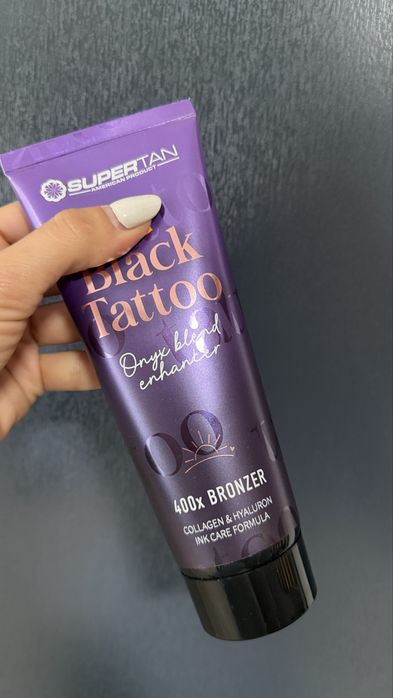 SUPERTAN
AMERICAN PRODUCT
Black
Tattoo
Onyx blend
enhancer
400x BRONZER
COLLAGEN & HYALURON
INK CARE FORMULA